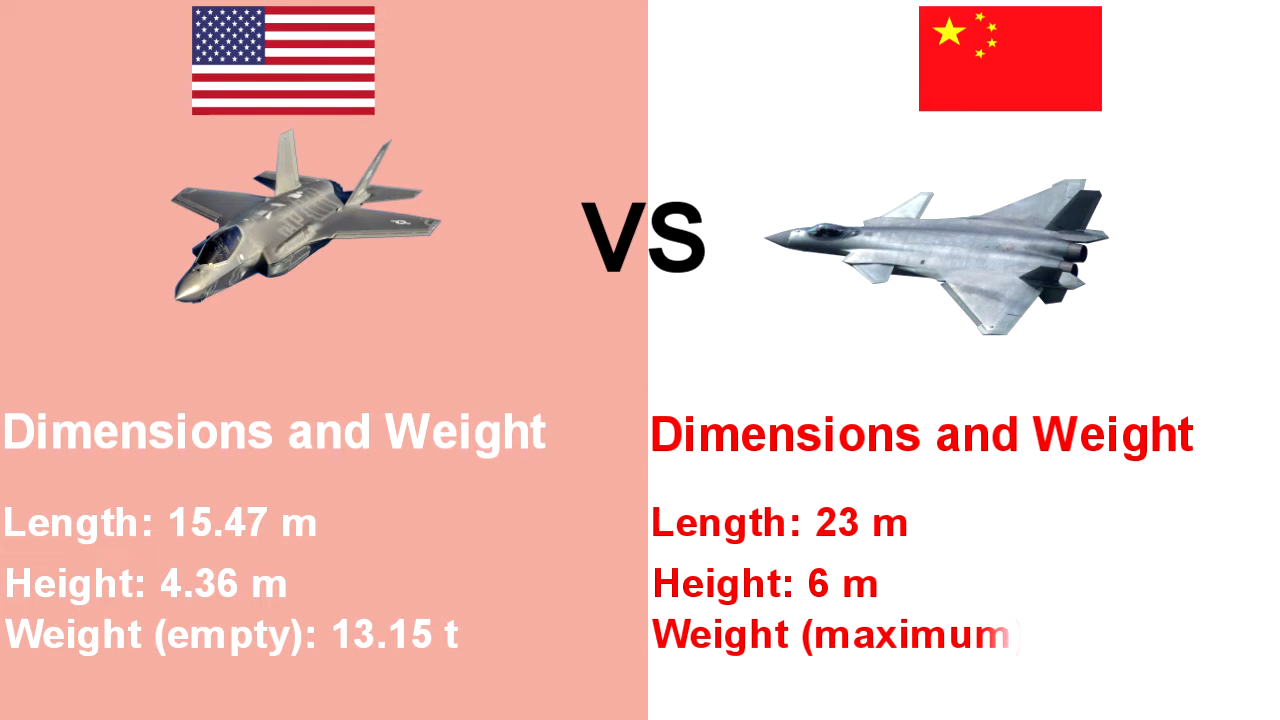 VS
Dimensions and Weight
Length: 15.47 m
Height: 4.36 m
Weight (empty): 13.15 t
Dimensions and Weight
Length: 23 m
Height: 6 m
Weight (maximum)